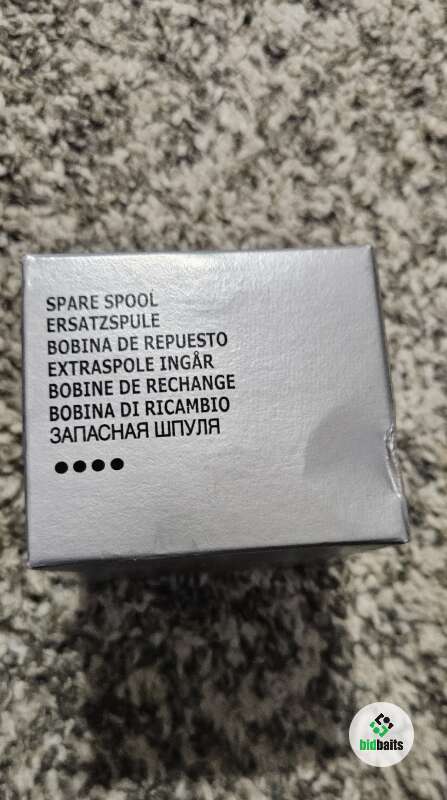 SPARE SPOOL
ERSATZSPULE
BOBINA DE REPUESTO
EXTRASPOLE INGÅR
BOBINE DE RECHANGE
BOBINA DI RICAMBIO
ЗАПАСНАЯ ШПУЛЯ
bidbaits